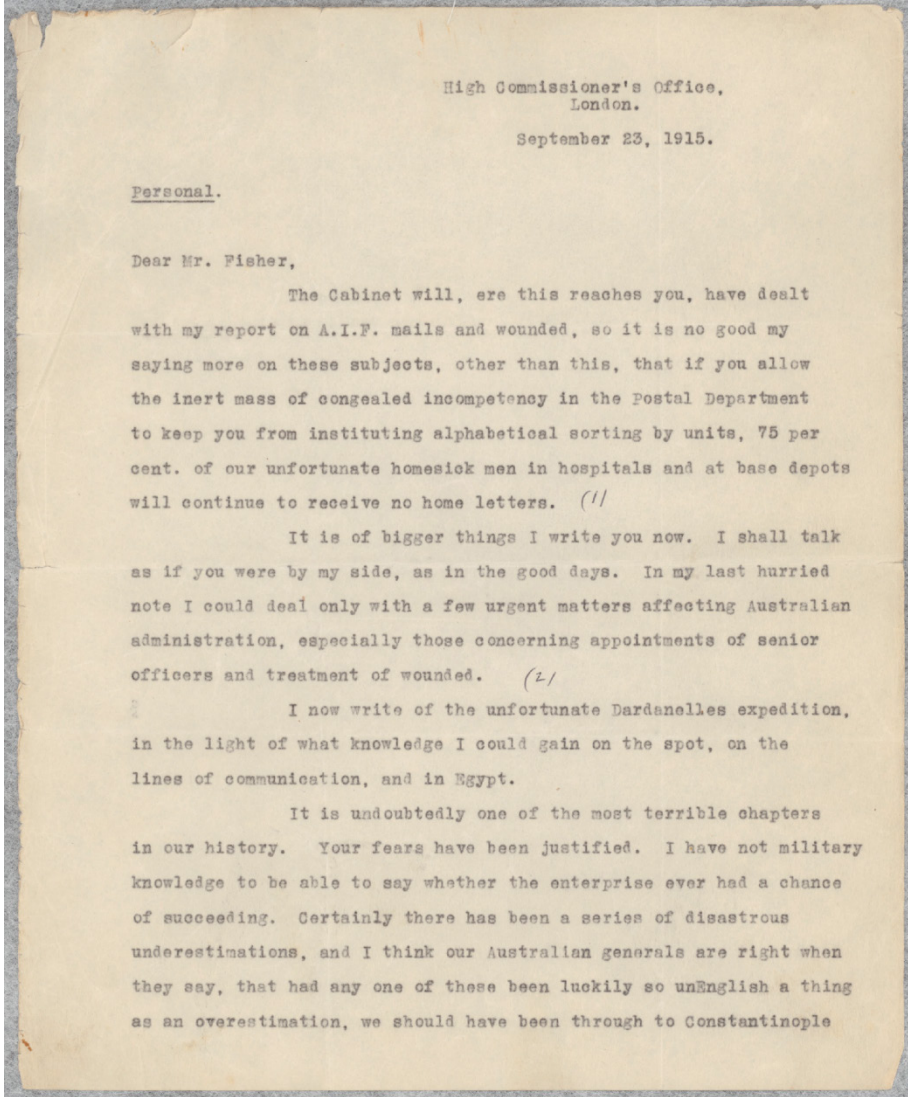 High Commissioner's Office,
London.
September 23, 1915.
Personal.
Dear Mr. Fisher,
The Cabinet will, ere this reaches you, have dealt
with my report on A.I.F. mails and wounded, so it is no good my
saying more on these subjects, other than this, that if you allow
the inert mass of congealed incompetency in the Postal Department
to keep you from instituting alphabetical sorting by units, 75 per
cent. of our unfortunate homesick men in hospitals and at base depots
will continue to receive no home letters. (1)
It is of bigger things I write you now. I shall talk
as if you were by my side, as in the good days. In my last hurried
note I could deal only with a few urgent matters affecting Australian
administration, especially those concerning appointments of senior
officers and treatment of wounded. (2)
I now write of the unfortunate Dardanelles expedition,
in the light of what knowledge I could gain on the spot, on the
lines of communication, and in Egypt.
It is undoubtedly one of the most terrible chapters
in our history. Your fears have been justified. I have not military
knowledge to be able to say whether the enterprise ever had a chance
of succeeding. Certainly there has been a series of disastrous
underestimations, and I think our Australian generals are right when
they say, that had any one of these been luckily so unEnglish a thing
as an overestimation, we should have been through to Constantinople